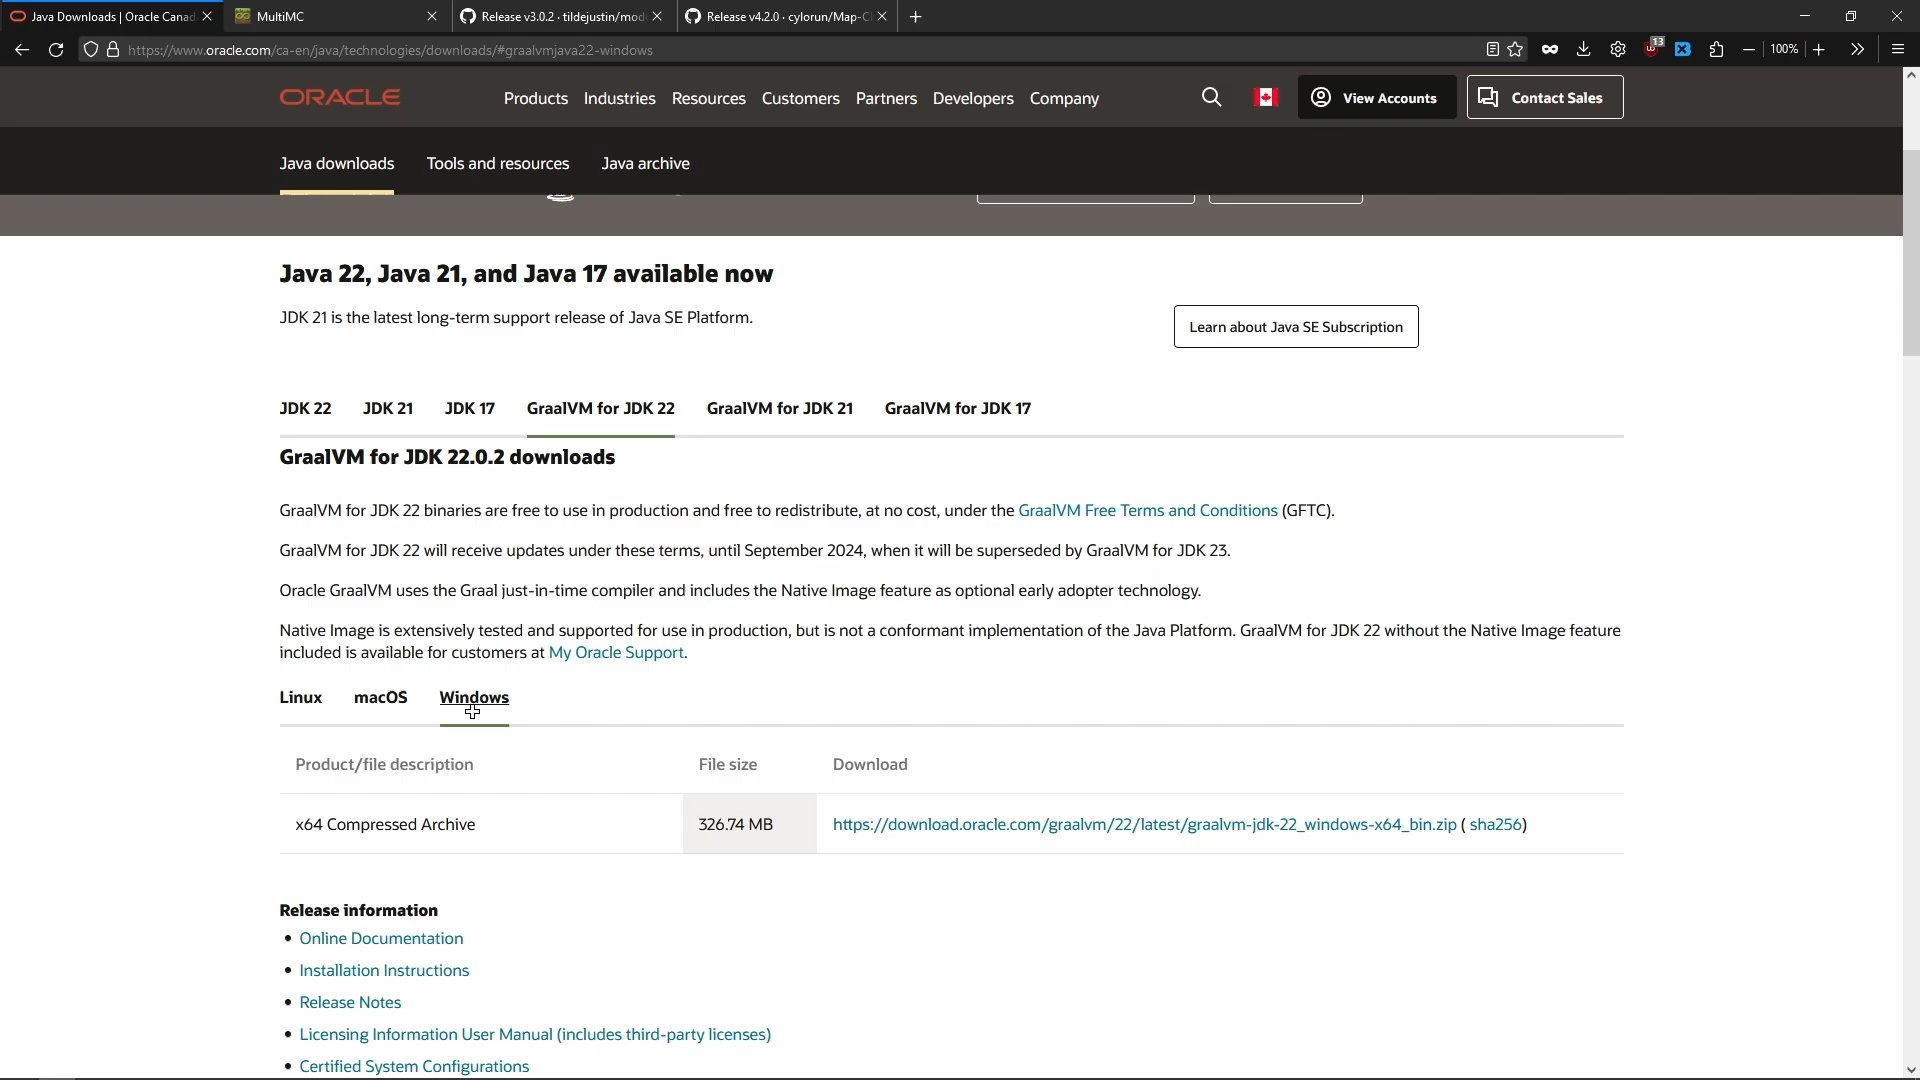 Java Downloads | Oracle Canad
MultiMC
Release v3.0.2 · tildejustin/mod
Release v4.2.0 · cylorun/Map-C
https://www.oracle.com/ca-en/java/technologies/downloads/#graalvmjava22-windows
13
100%
ORACLE
Products Industries Resources Customers Partners Developers Company
View Accounts
Contact Sales
Java downloads Tools and resources Java archive
Java 22, Java 21, and Java 17 available now
JDK 21 is the latest long-term support release of Java SE Platform.
Learn about Java SE Subscription
JDK 22 JDK 21 JDK 17 GraalVM for JDK 22 GraalVM for JDK 21 GraalVM for JDK 17
GraalVM for JDK 22.0.2 downloads
GraalVM for JDK 22 binaries are free to use in production and free to redistribute, at no cost, under the GraalVM Free Terms and Conditions (GFTC).
GraalVM for JDK 22 will receive updates under these terms, until September 2024, when it will be superseded by GraalVM for JDK 23.
Oracle GraalVM uses the Graal just-in-time compiler and includes the Native Image feature as optional early adopter technology.
Native Image is extensively tested and supported for use in production, but is not a conformant implementation of the Java Platform. GraalVM for JDK 22 without the Native Image feature
included is available for customers at My Oracle Support.
Linux macOS Windows
Product/file description File size Download
x64 Compressed Archive 326.74 MB https://download.oracle.com/graalvm/22/latest/graalvm-jdk-22_windows-x64_bin.zip ( sha256)
Release information
• Online Documentation
• Installation Instructions
• Release Notes
• Licensing Information User Manual (includes third-party licenses)
• Certified System Configurations